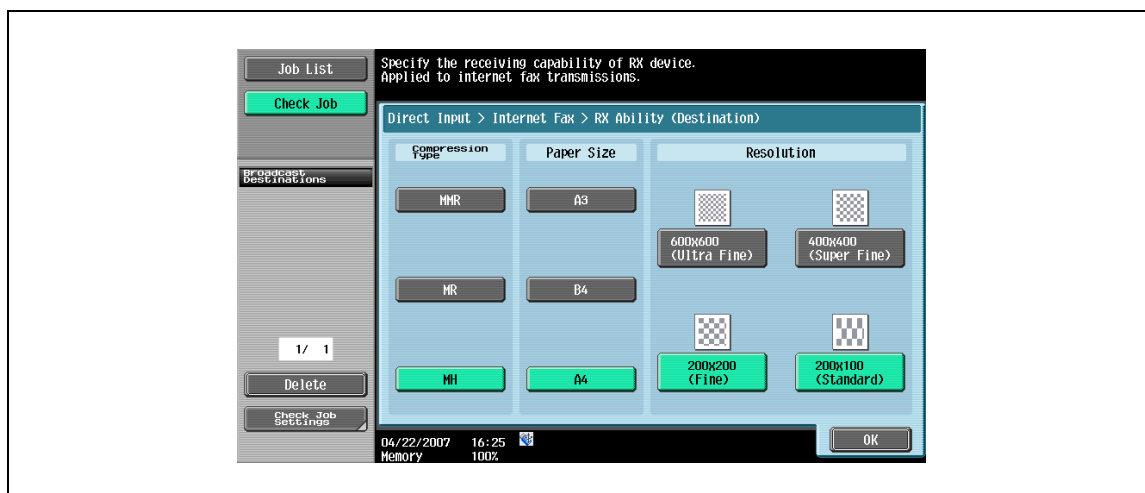 Job List
Check Job
Broadcast
Destinations
1/ 1
Delete
Check Job
Settings
Specify the receiving capability of RX device.
Applied to internet fax transmissions.
Direct Input > Internet Fax > RX Ability (Destination)
Compression
Type
Paper Size
Resolution
MMR
A3
600x600
(Ultra Fine)
400x400
(Super Fine)
MR
B4
MH
A4
200x200
(Fine)
200x100
(Standard)
OK
04/22/2007 16:25
Memory 100%